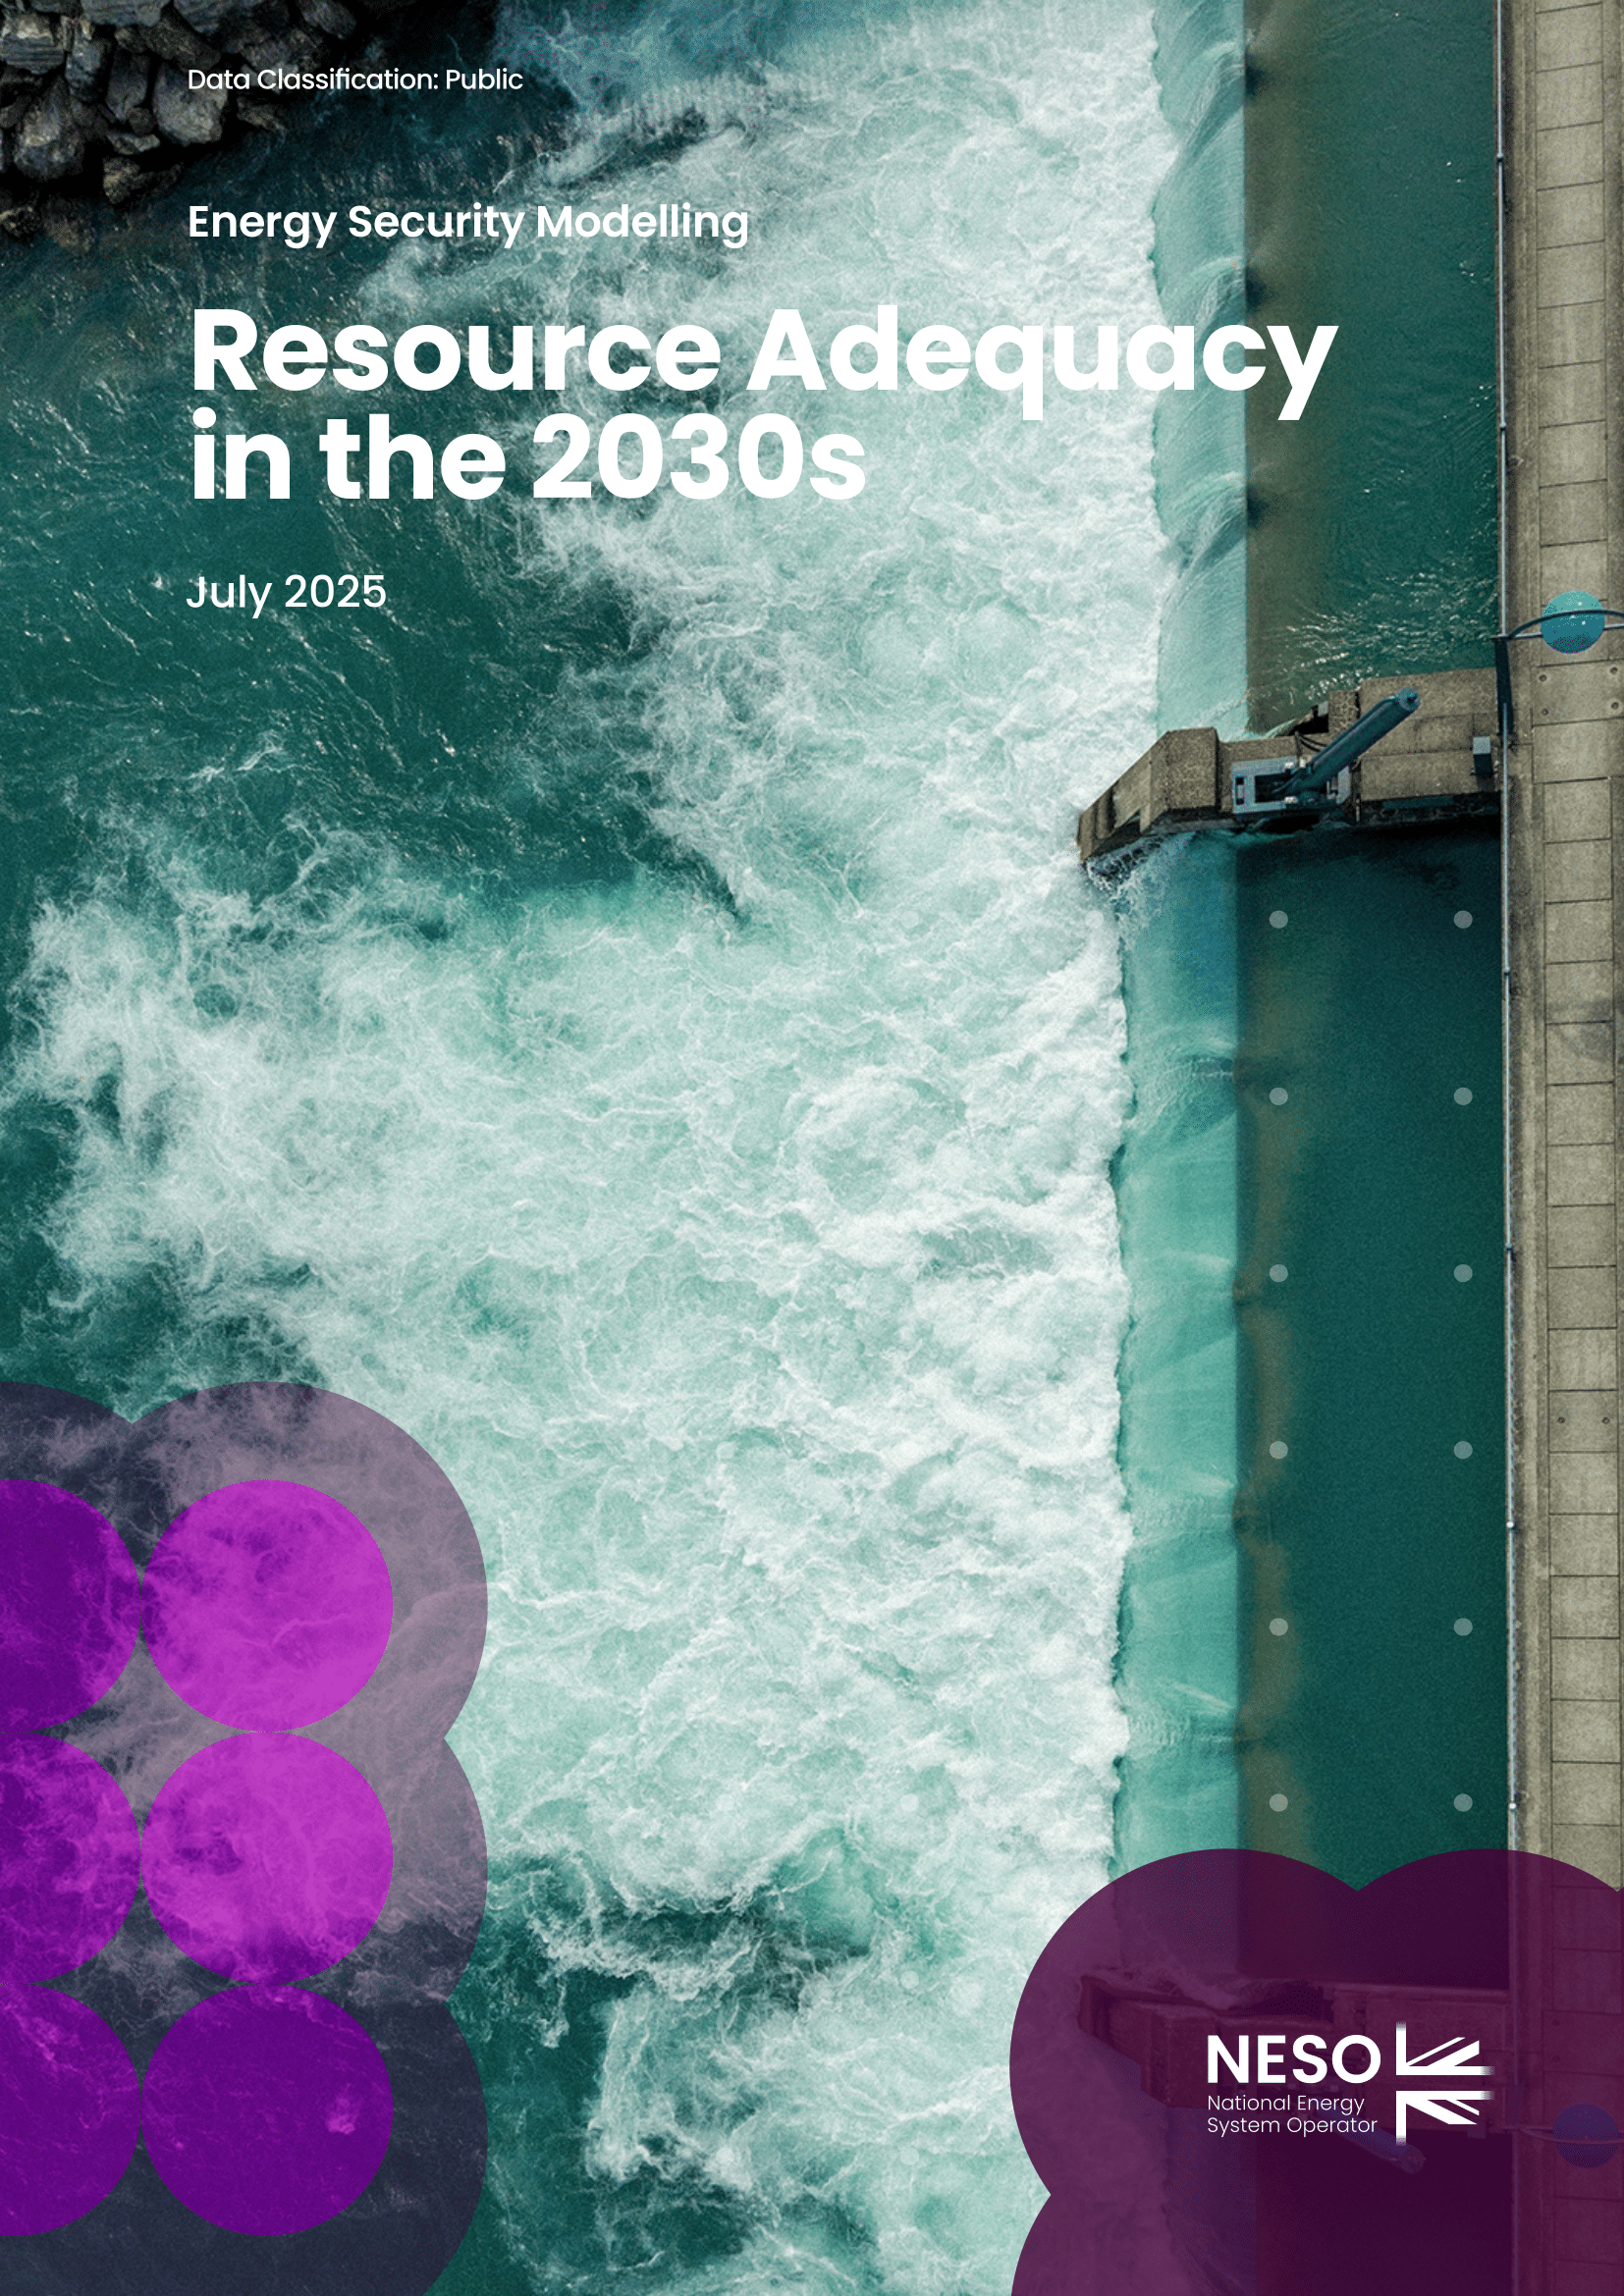 Data Classification: Public
Energy Security Modelling
Resource Adequacy
in the 2030s
July 2025
NESO
National Energy
System Operator